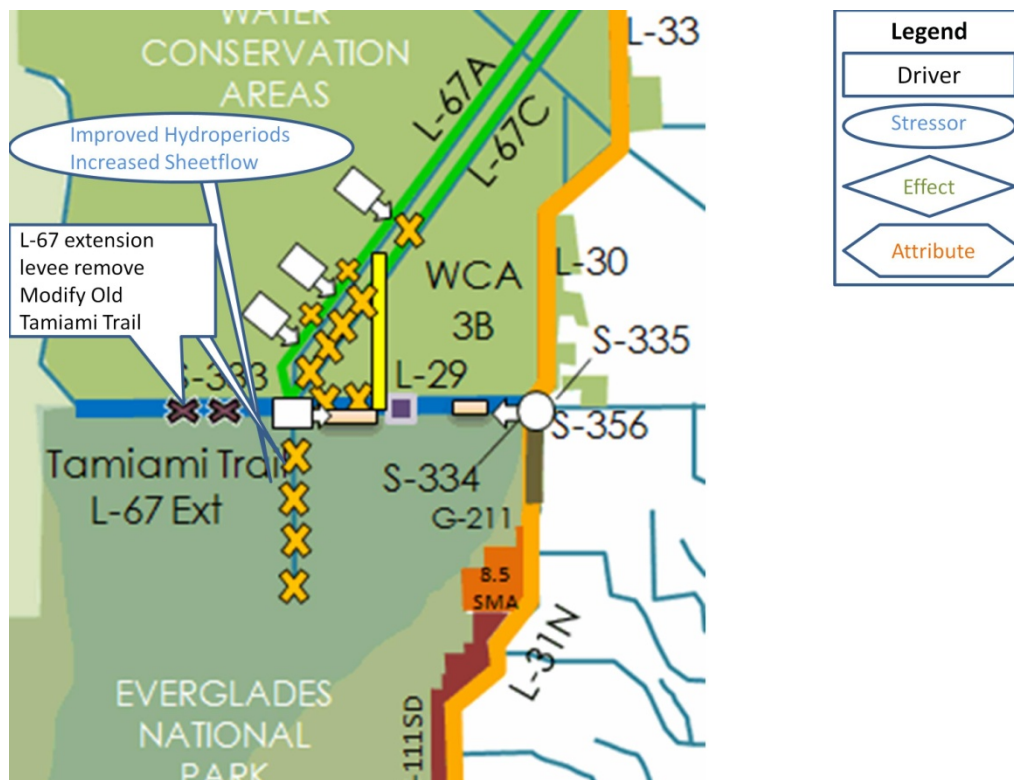 WATER
CONSERVATION
AREAS
L-33
L-67A
L-67C
Improved Hydroperiods
Increased Sheetflow
L-67 extension
levee remove
Modify Old
Tamiami Trail
WCA
3B
L-30
S-335
S-333
L-29
S-356
Tamiami Trail
L-67 Ext
S-334
G-211
8.5
SMA
L-31N
EVERGLADES
NATIONAL
PARK
-111SD
Legend
Driver
Stressor
Effect
Attribute